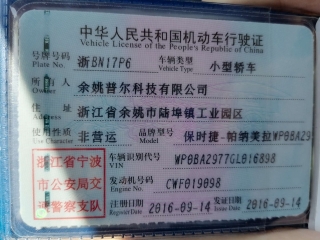 中华人民共和国机动车行驶证
Vehicle License of the People's Republic of China
号牌号码 浙BN17P6 车辆类型 小型轿车
Plate No. Vehicle Type
所有人 余姚普尔科技有限公司
Owner
住址 浙江省余姚市陆埠镇工业园区
Address
使用性质 非营运 品牌型号 保时捷-帕纳美拉WP0BA29
浙江省宁波 车辆识别代号 WP0BA2977GL016898
VIN
市公安局交 发动机号码 CWF019098
Engine No.
警察支队 注册日期 2016-09-14 发证日期 2016-09-14
Register Date Issue Date